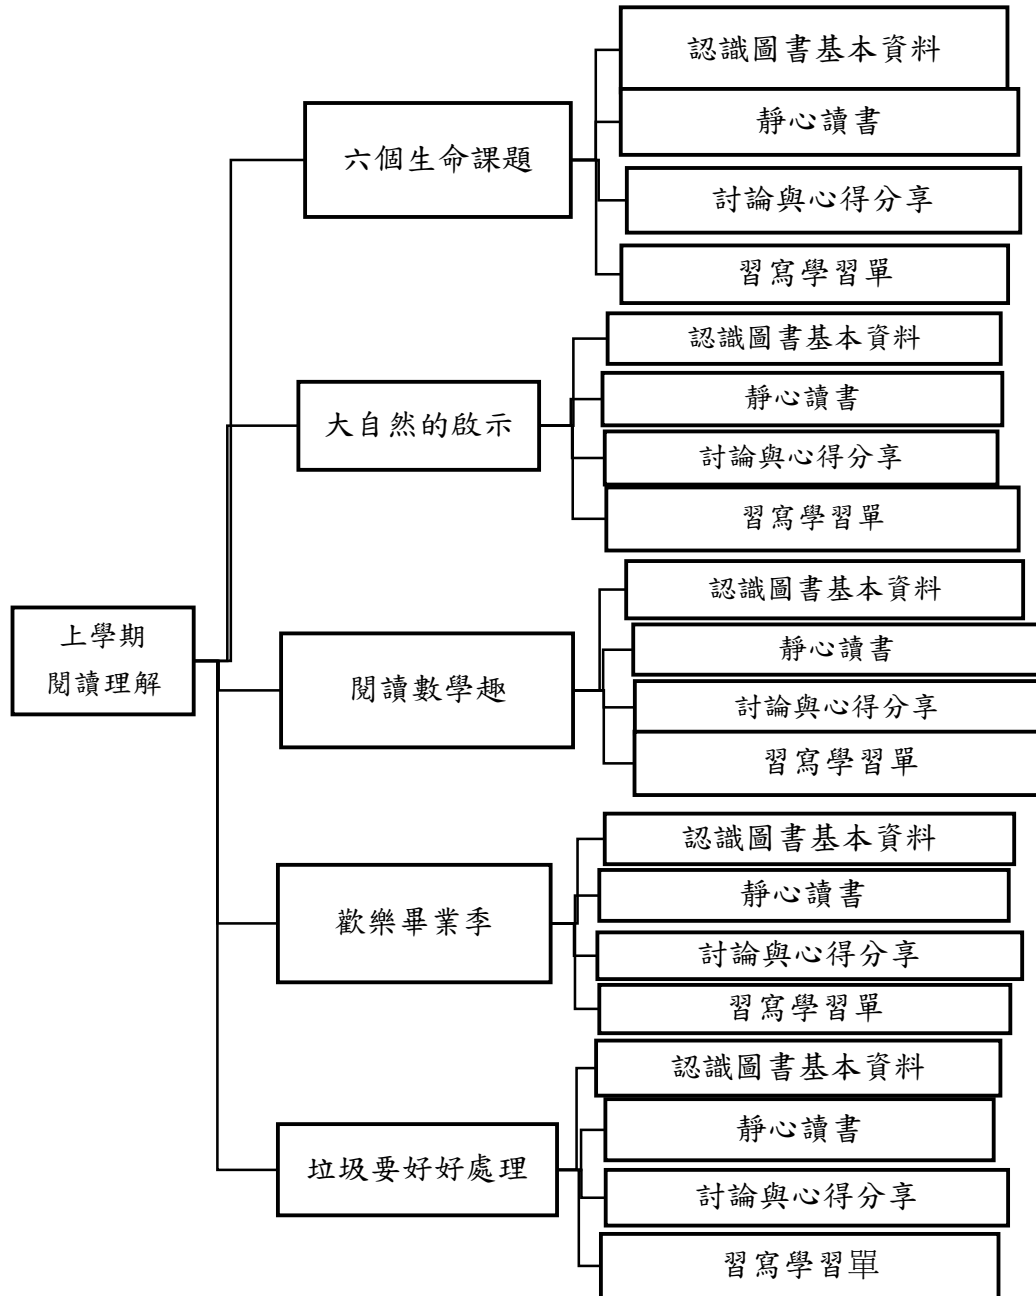 上學期
閱讀理解
六個生命課題
認識圖書基本資料
靜心讀書
討論與心得分享
習寫學習單
大自然的啟示
認識圖書基本資料
靜心讀書
討論與心得分享
習寫學習單
閱讀數學趣
認識圖書基本資料
靜心讀書
討論與心得分享
習寫學習單
歡樂畢業季
認識圖書基本資料
靜心讀書
討論與心得分享
習寫學習單
垃圾要好好處理
認識圖書基本資料
靜心讀書
討論與心得分享
習寫學習單